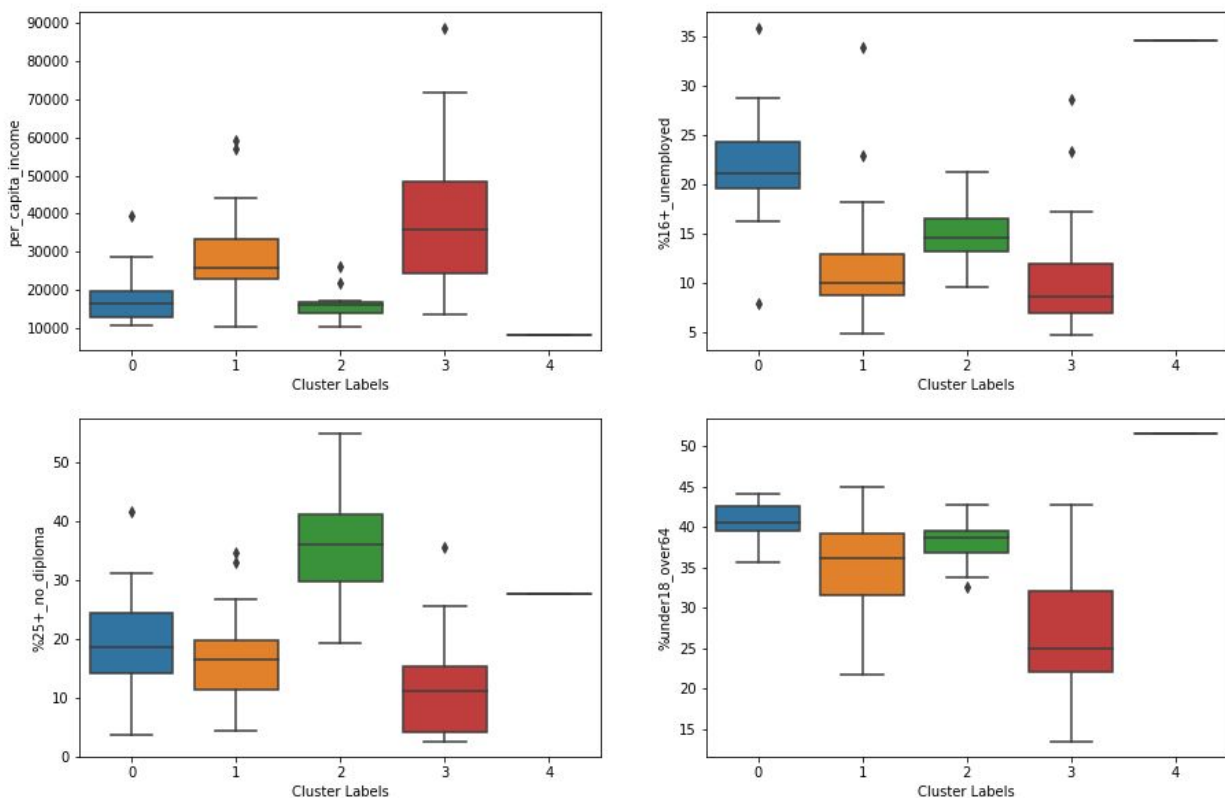 per_capita_income
90000
80000
70000
60000
50000
40000
30000
20000
10000
0 1 2 3 4
Cluster Labels
%16+_unemployed
35
30
25
20
15
10
5
0 1 2 3 4
Cluster Labels
%25+_no_diploma
50
40
30
20
10
0
0 1 2 3 4
Cluster Labels
%under18_over64
50
45
40
35
30
25
20
15
0 1 2 3 4
Cluster Labels